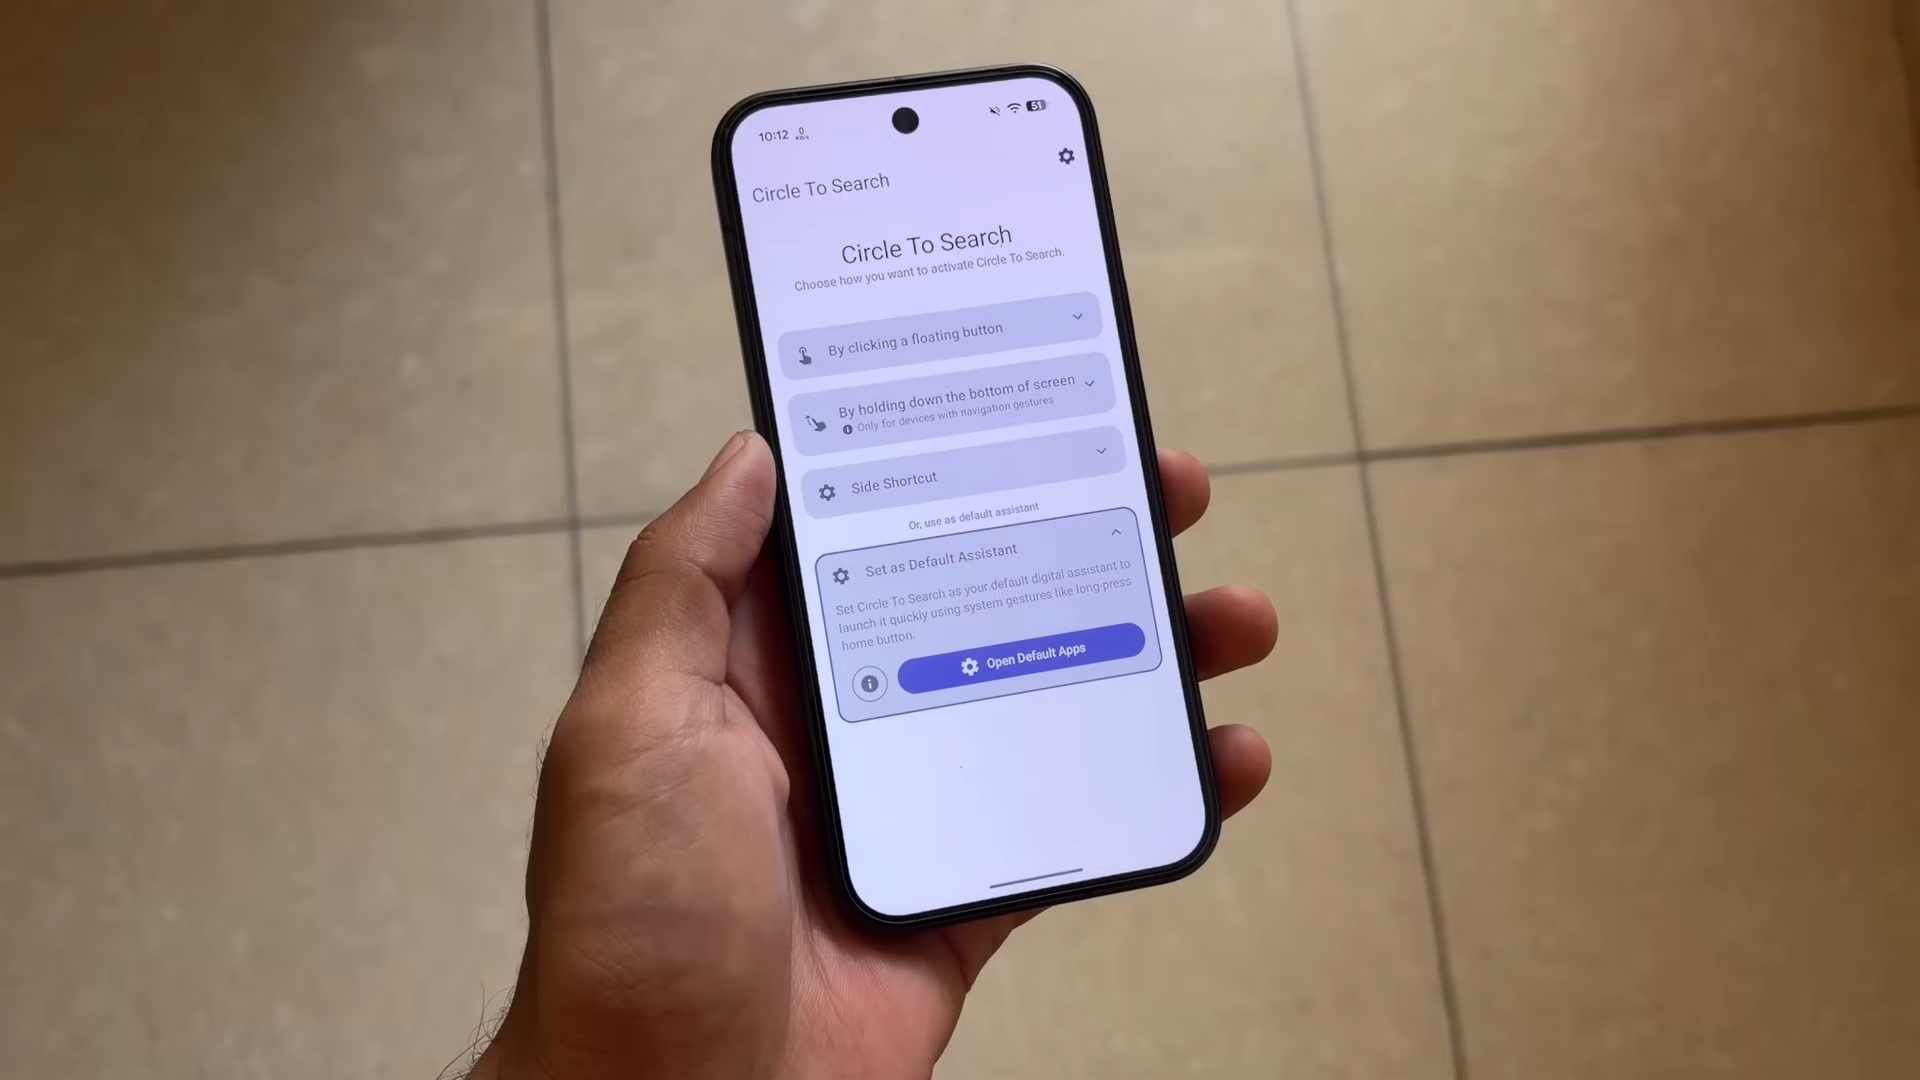 10:12 0 KB/s 51
Circle To Search
Circle To Search
Choose how you want to activate Circle To Search.
By clicking a floating button
By holding down the bottom of screen
Only for devices with navigation gestures
Side Shortcut
Or, use as default assistant
Set as Default Assistant
Set Circle To Search as your default digital assistant to
launch it quickly using system gestures like long-press
home button.
Open Default Apps